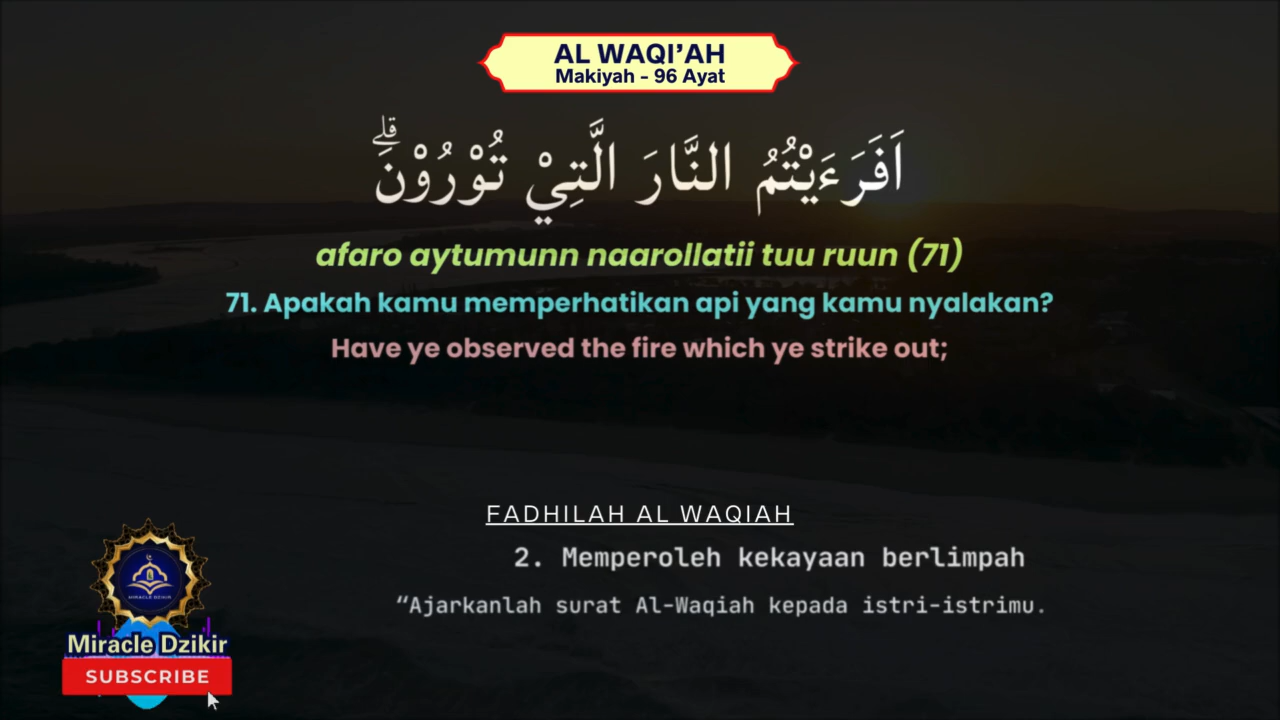 AL WAQI’AH
Makiyah - 96 Ayat
اَفَرَءَيْتُمُ النَّارَ الَّتِيْ تُوْرُوْنَۗ
afaro aytumunn naarollatii tuu ruun (71)
71. Apakah kamu memperhatikan api yang kamu nyalakan?
Have ye observed the fire which ye strike out;
FADHILAH AL WAQIAH
2. Memperoleh kekayaan berlimpah
“Ajarkanlah surat Al-Waqiah kepada istri-istrimu.
MIRACLE DZIKIR
Miracle Dzikir
SUBSCRIBE